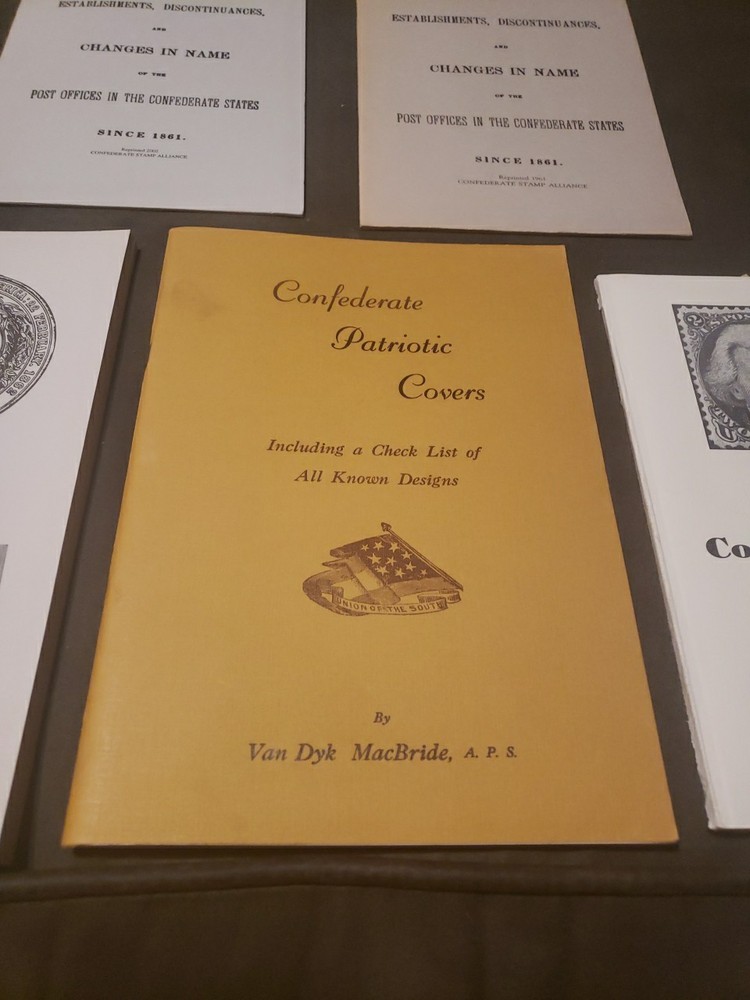 ESTABLISHMENTS, DISCONTINUANCES,
AND
CHANGES IN NAME
OF THE
POST OFFICES IN THE CONFEDERATE STATES
SINCE 1861.
CONFEDERATE STAMP ALLIANCE
ESTABLISHMENTS, DISCONTINUANCES,
AND
CHANGES IN NAME
OF THE
POST OFFICES IN THE CONFEDERATE STATES
SINCE 1861.
CONFEDERATE STAMP ALLIANCE
Confederate
Patriotic
Covers
Including a Check List of
All Known Designs
UNION OF THE SOUTH
By
Van Dyk MacBride, A. P. S.
Co